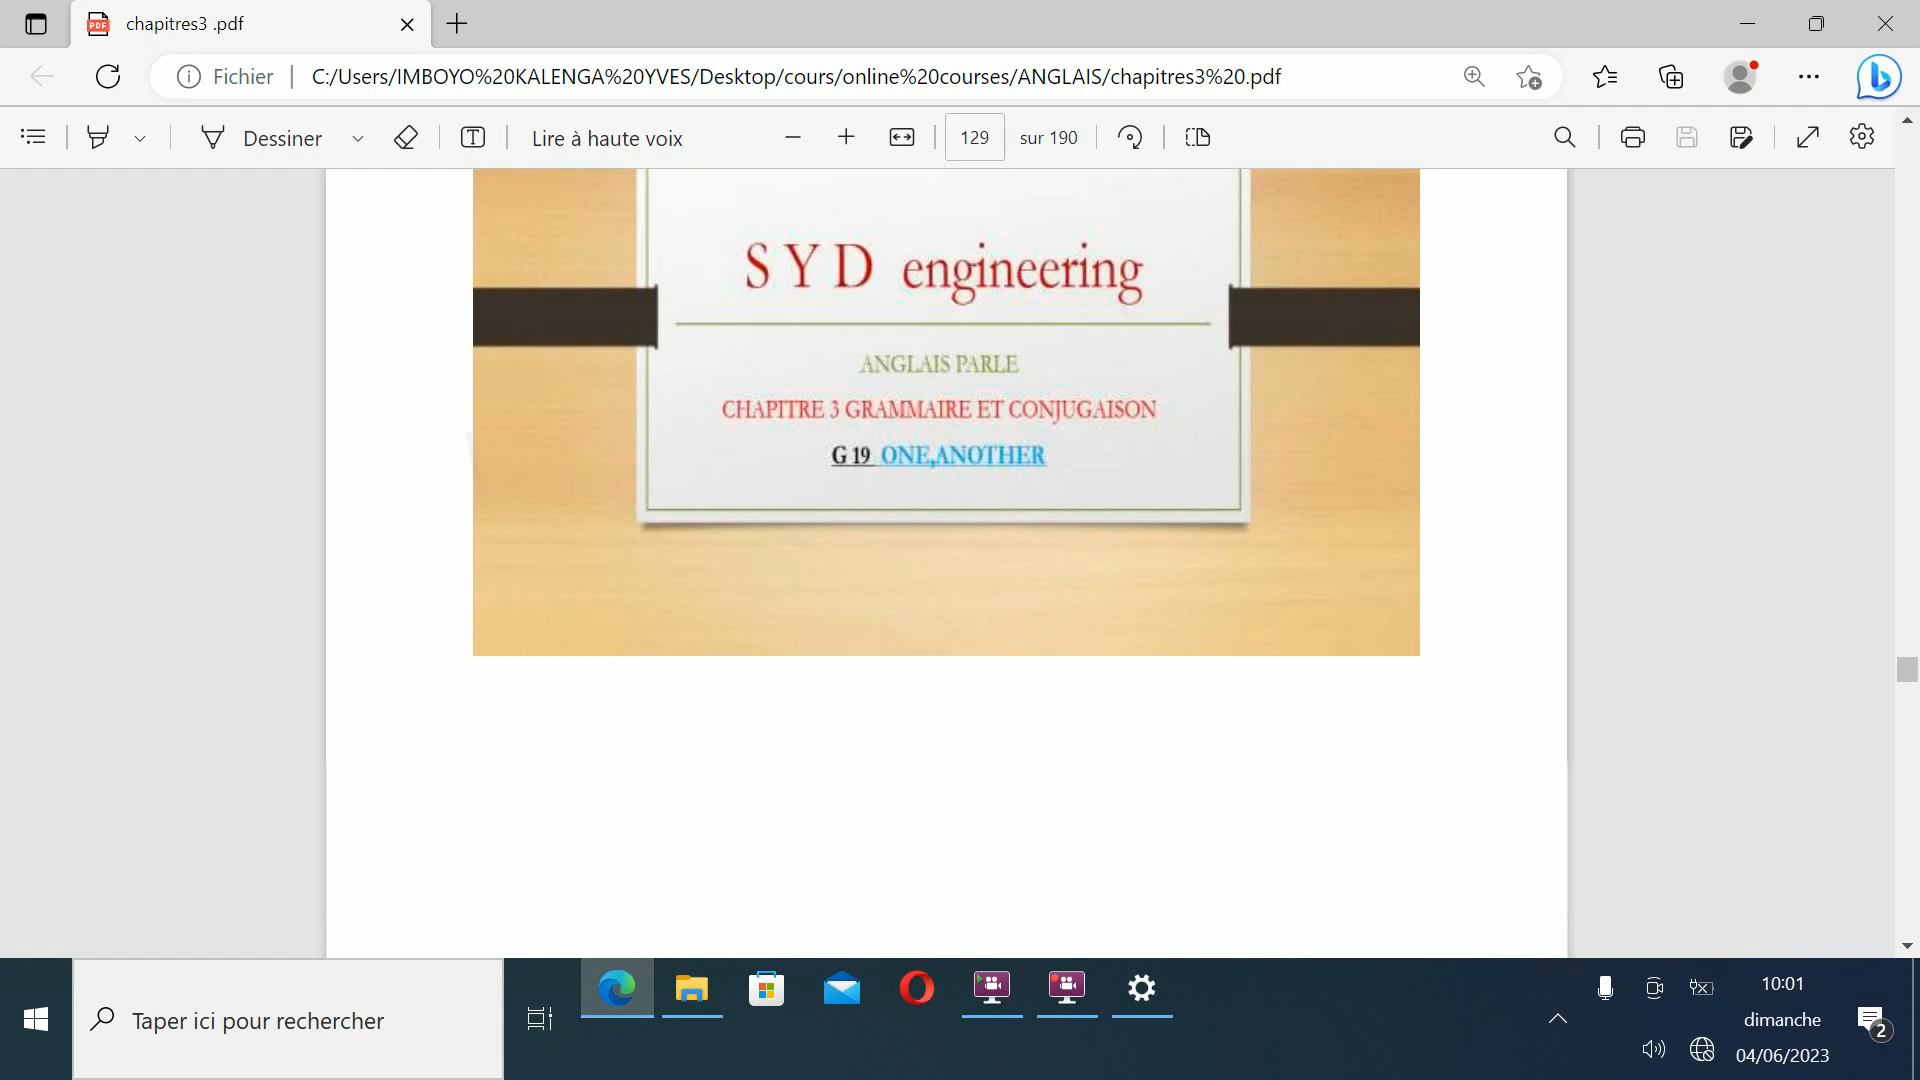 chapitres3 .pdf
Fichier
C:/Users/IMBOYO%20KALENGA%20YVES/Desktop/cours/online%20courses/ANGLAIS/chapitres3%20.pdf
Dessiner
Lire à haute voix
129
sur 190
S Y D engineering
ANGLAIS PARLE
CHAPITRE 3 GRAMMAIRE ET CONJUGAISON
G 19 ONE,ANOTHER
Taper ici pour rechercher
10:01
dimanche
04/06/2023
2